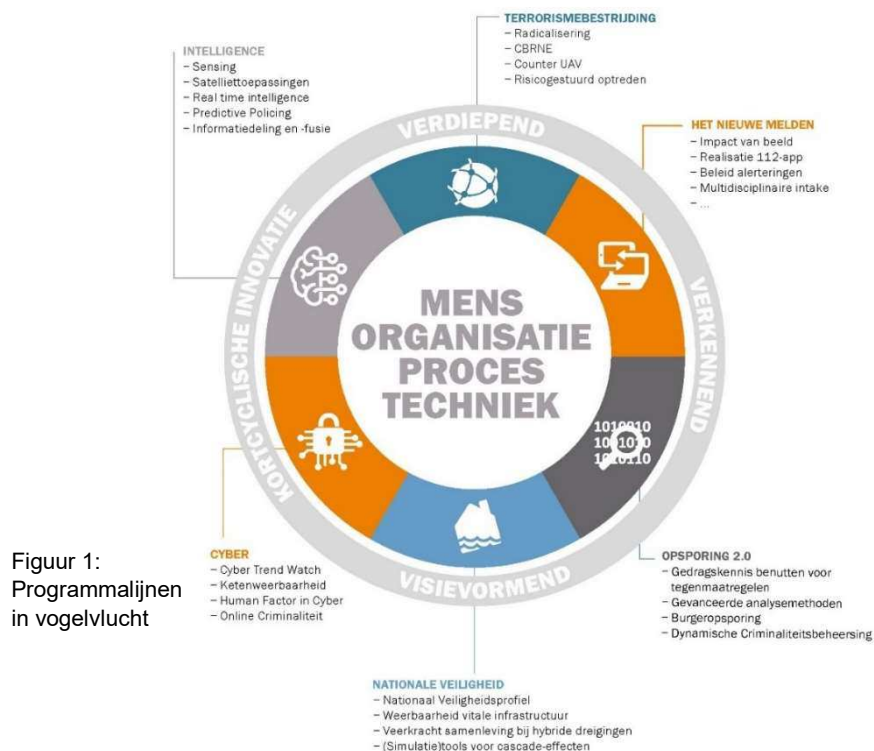 TERRORISMEBESTRIJDING
– Radicalisering
– CBRNE
– Counter UAV
– Risicogestuurd optreden
INTELLIGENCE
– Sensing
– Satelliettoepassingen
– Real time intelligence
– Predictive Policing
– Informatiedeling en -fusie
HET NIEUWE MELDEN
– Impact van beeld
– Realisatie 112-app
– Beleid alerteringen
– Multidisciplinaire intake
– ...
VERDIEPEND
VERKENNEND
VISIEVORMEND
KORTCYCLISCHE INNOVATIE
MENS
ORGANISATIE
PROCES
TECHNIEK
1010010
1001010
1010110
CYBER
– Cyber Trend Watch
– Ketenweerbaarheid
– Human Factor in Cyber
– Online Criminaliteit
OPSPORING 2.0
– Gedragskennis benutten voor
tegenmaatregelen
– Gevanceerde analysemethoden
– Burgeropsporing
– Dynamische Criminaliteitsbeheersing
Figuur 1:
Programmalijnen
in vogelvlucht
NATIONALE VEILIGHEID
– Nationaal Veiligheidsprofiel
– Weerbaarheid vitale infrastructuur
– Veerkracht samenleving bij hybride dreigingen
– (Simulatie)tools voor cascade-effecten